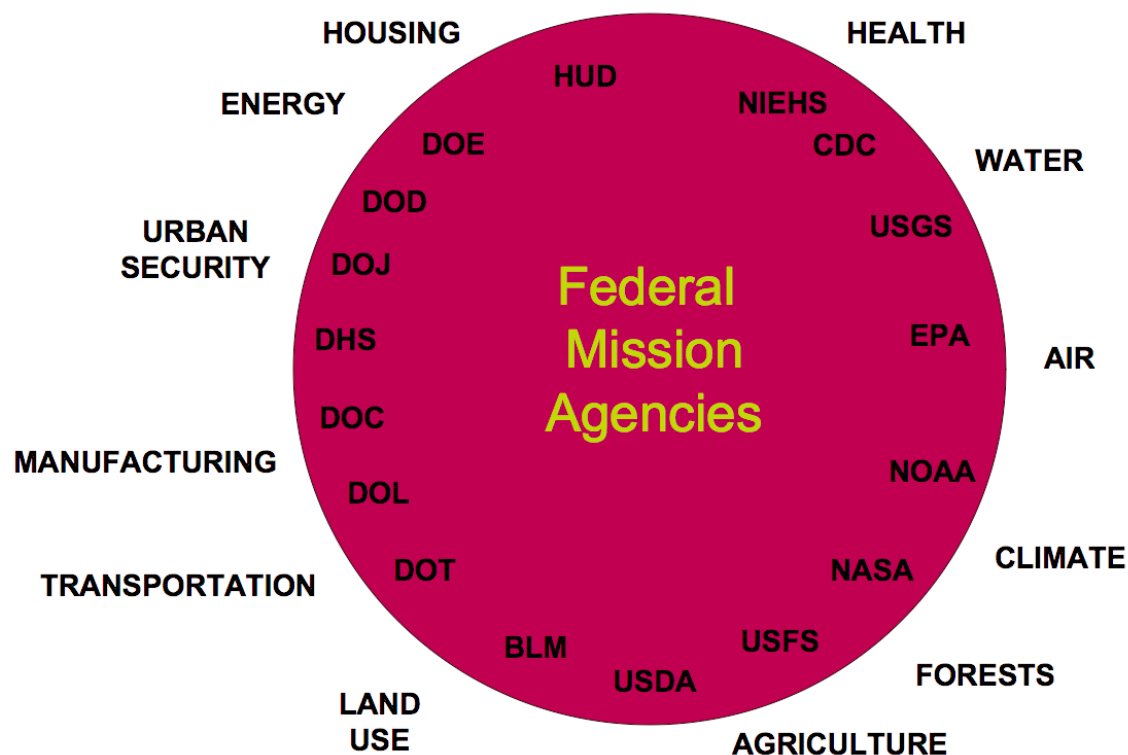 HOUSING
HEALTH
HUD
ENERGY
NIEHS
DOE
CDC
WATER
DOD
USGS
URBAN
SECURITY
DOJ
Federal
Mission
Agencies
DHS
EPA
AIR
DOC
MANUFACTURING
NOAA
DOL
CLIMATE
DOT
NASA
TRANSPORTATION
BLM
USFS
USDA
FORESTS
LAND
USE
AGRICULTURE